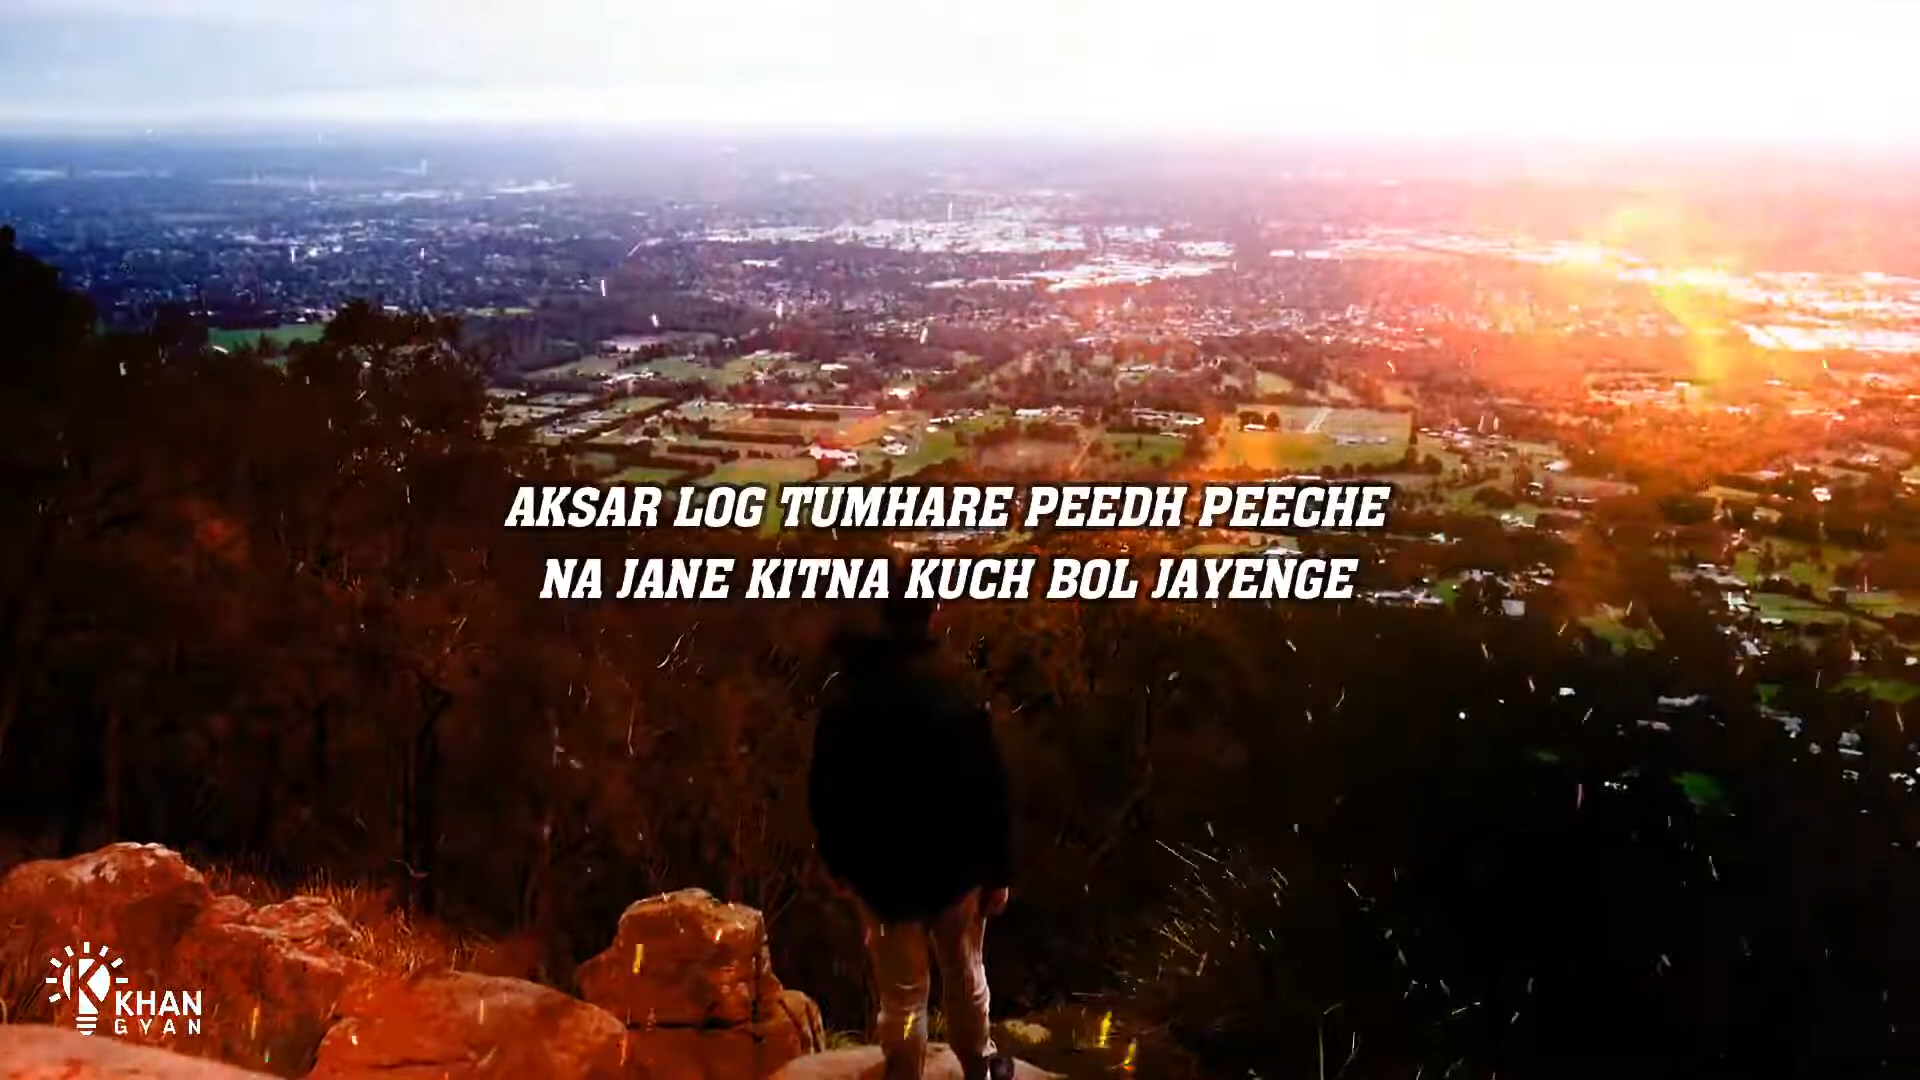 AKSAR LOG TUMHARE PEEDH PEECHE
NA JANE KITNA KUCH BOL JAYENGE
KHAN
GYAN